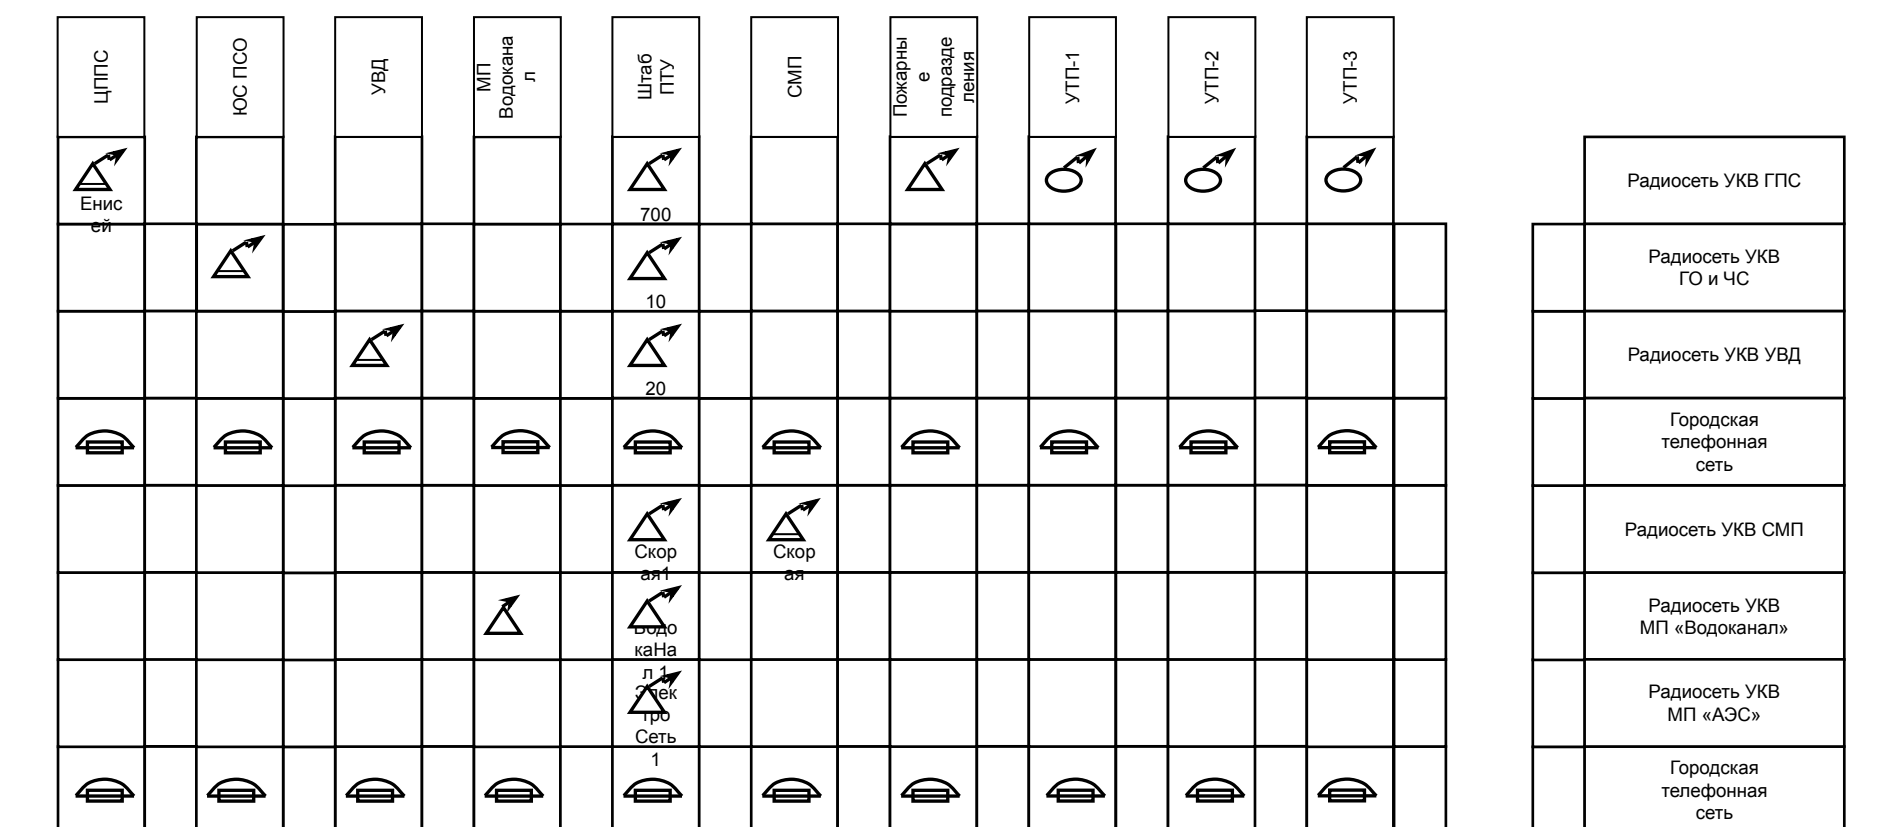 ЦППС
ЮС ПСО
УВД
МП
Водокана
л
Штаб
ПТУ
СМП
Пожарны
е
подразде
ления
УТП-1
УТП-2
УТП-3
Енис
ей
700
Радиосеть УКВ ГПС
10
Радиосеть УКВ
ГО и ЧС
20
Радиосеть УКВ УВД
Городская
телефонная
сеть
Скор
ая1
Скор
ая
Радиосеть УКВ СМП
Водо
каНа
л 1
Радиосеть УКВ
МП «Водоканал»
Элек
тро
Сеть
1
Радиосеть УКВ
МП «АЭС»
Городская
телефонная
сеть